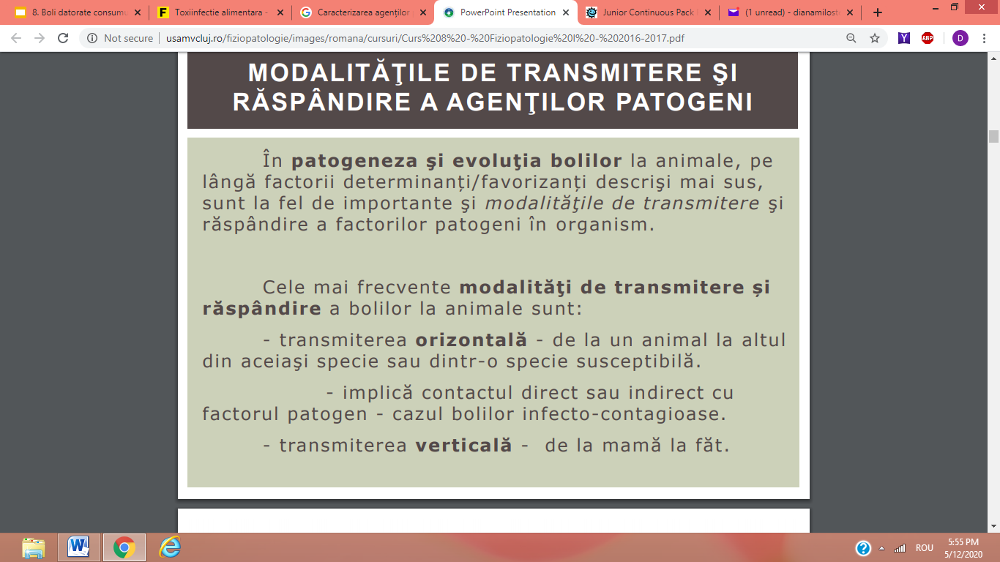 8. Boli datorate consumu
Toxiinfectie alimentara -
Caracterizarea agenților
PowerPoint Presentation
Junior Continuous Pack
(1 unread) - dianamilost
Not secure | usamvcluj.ro/fiziopatologie/images/romana/cursuri/Curs%208%20-%20Fiziopatologie%20I%20-%202016-2017.pdf
MODALITĂŢILE DE TRANSMITERE ŞI
RĂSPÂNDIRE A AGENŢILOR PATOGENI
În patogeneza şi evoluţia bolilor la animale, pe
lângă factorii determinanți/favorizanți descrişi mai sus,
sunt la fel de importante şi modalităţile de transmitere şi
răspândire a factorilor patogeni în organism.
Cele mai frecvente modalităţi de transmitere și
răspândire a bolilor la animale sunt:
- transmiterea orizontală - de la un animal la altul
din aceiaşi specie sau dintr-o specie susceptibilă.
- implică contactul direct sau indirect cu
factorul patogen - cazul bolilor infecto-contagioase.
- transmiterea verticală - de la mamă la făt.
ROU
5:55 PM
5/12/2020